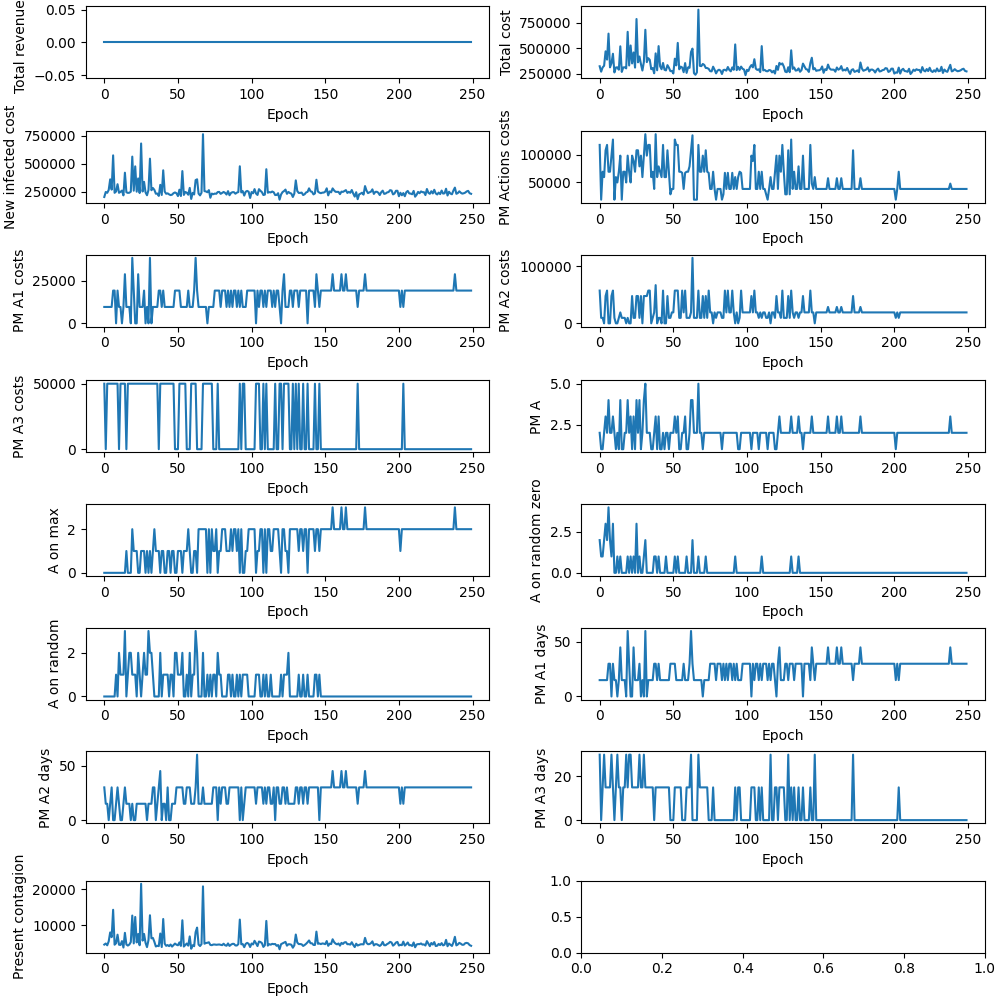 Total revenue
0.05
0.00
−0.05
0 50 100 150 200 250
Epoch
Total cost
750000
500000
250000
0 50 100 150 200 250
Epoch
New infected cost
750000
500000
250000
0 50 100 150 200 250
Epoch
PM Actions costs
100000
50000
0 50 100 150 200 250
Epoch
PM A1 costs
25000
0
0 50 100 150 200 250
Epoch
PM A2 costs
100000
0
0 50 100 150 200 250
Epoch
PM A3 costs
50000
0
0 50 100 150 200 250
Epoch
PM A
5.0
2.5
0 50 100 150 200 250
Epoch
A on max
2
0
0 50 100 150 200 250
Epoch
A on random zero
2.5
0.0
0 50 100 150 200 250
Epoch
A on random
2
0
0 50 100 150 200 250
Epoch
PM A1 days
50
0
0 50 100 150 200 250
Epoch
PM A2 days
50
0
0 50 100 150 200 250
Epoch
PM A3 days
20
0
0 50 100 150 200 250
Epoch
Present contagion
20000
10000
0 50 100 150 200 250
Epoch
1.0
0.5
0.0
0.0 0.2 0.4 0.6 0.8 1.0